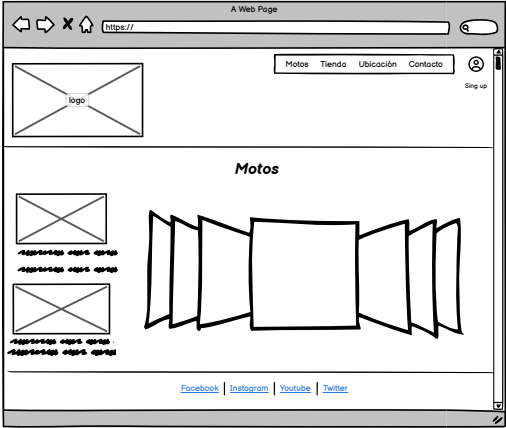 A Web Page
https://
Motos Tienda Ubicación Contacto
logo
Sing up
Motos
Facebook Instagram Youtube Twitter